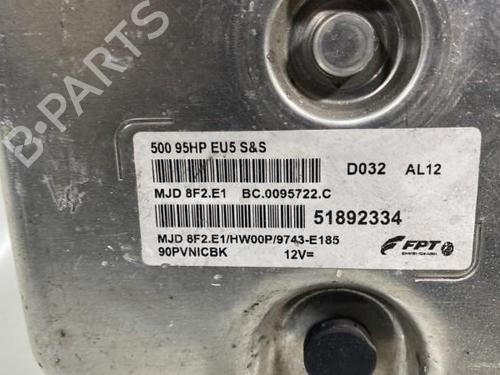 B-PARTS
500 95HP EU5 S&S
D032 AL12
MJD 8F2.E1 BC.0095722.C
51892334
MJD 8F2.E1/HW00P/9743-E185
90PVNICBK 12V=
FPT